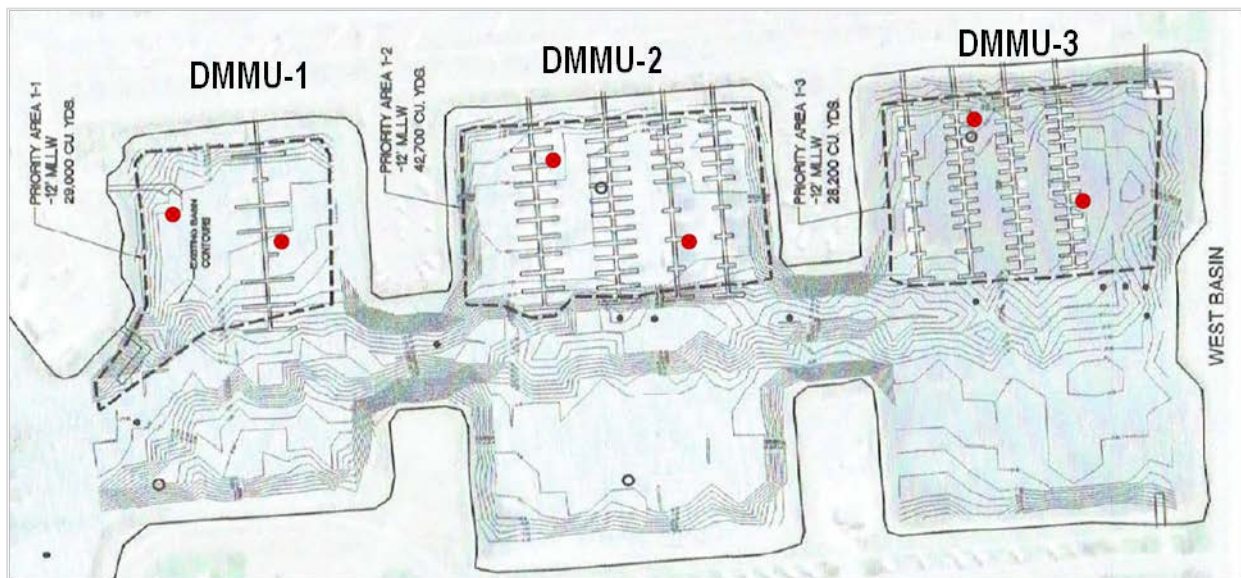 DMMU-1
DMMU-2
DMMU-3
PRIORITY AREA 1-1
-12' MLLW
29,000 CU. YDS.
PRIORITY AREA 1-2
-12' MLLW
42,700 CU. YDS.
PRIORITY AREA 1-3
-12' MLLW
28,200 CU. YDS.
EXISTING BASIN
CONTOURS
WEST BASIN